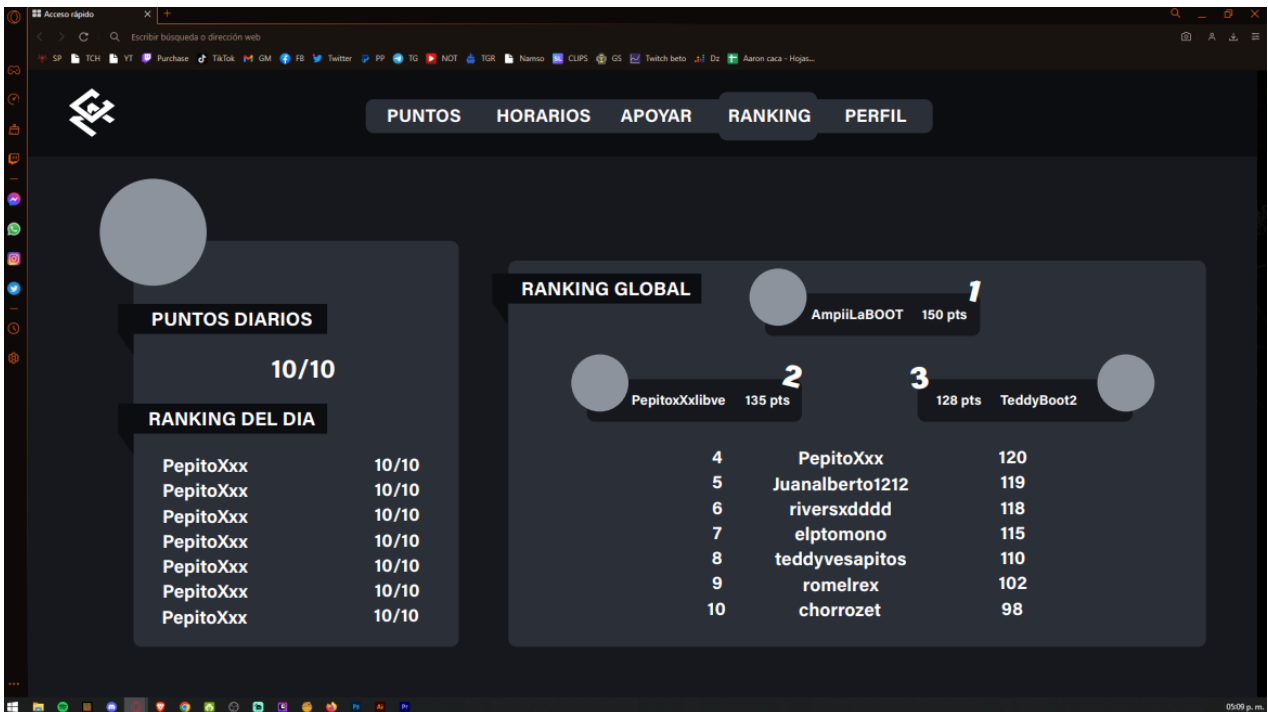 Acceso rápido
Escribir búsqueda o dirección web
SP TCH YT Purchase TikTok GM FB Twitter PP TG NOT TGR Namso CLIPS GS Twitch beto Dz Aaron caca - Hojas...
PUNTOS HORARIOS APOYAR RANKING PERFIL
PUNTOS DIARIOS
10/10
RANKING DEL DIA
PepitoXxx 10/10
PepitoXxx 10/10
PepitoXxx 10/10
PepitoXxx 10/10
PepitoXxx 10/10
PepitoXxx 10/10
PepitoXxx 10/10
RANKING GLOBAL
1
AmpiiLaBOOT 150 pts
2
PepitoxXxlibve 135 pts
3
128 pts TeddyBoot2
4 PepitoXxx 120
5 Juanalberto1212 119
6 riversxdddd 118
7 elptomono 115
8 teddyvesapitos 110
9 romelrex 102
10 chorrozet 98
Ps Ai Pr
05:09 p. m.